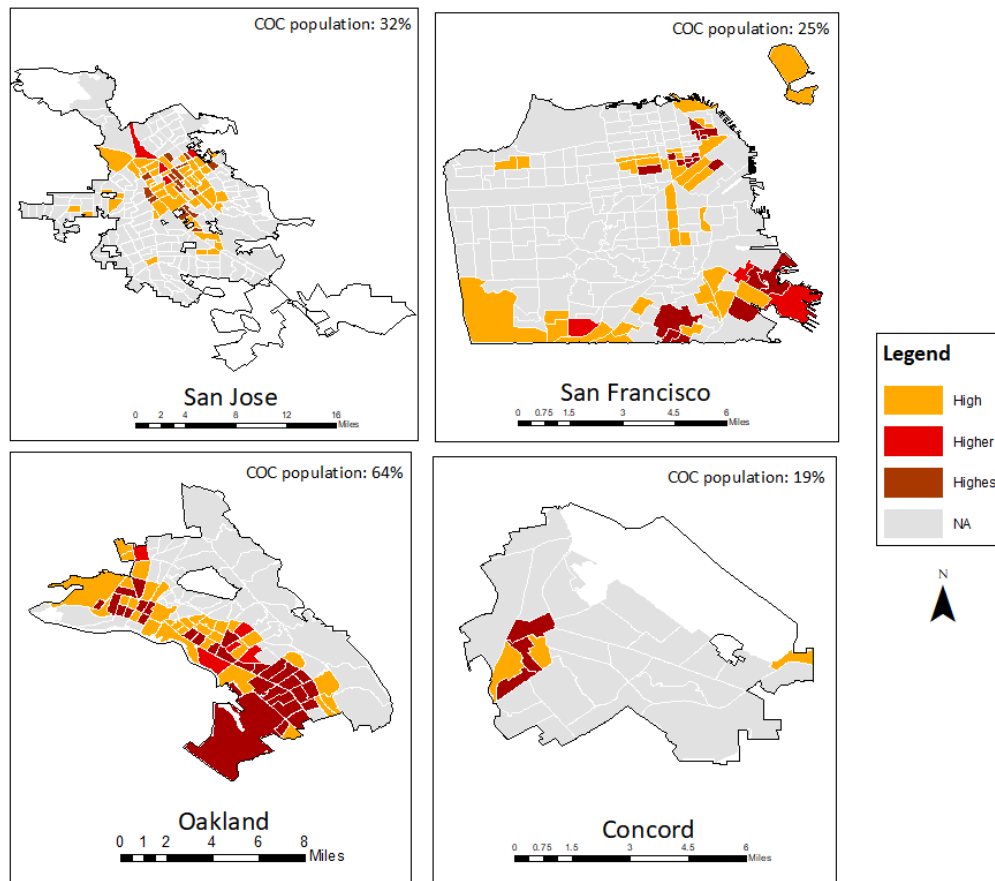 COC population: 32%
San Jose
0 2 4 8 12 16
Miles
COC population: 25%
San Francisco
0 0.75 1.5 3 4.5 6
Miles
COC population: 64%
Oakland
0 1 2 4 6 8
Miles
COC population: 19%
Concord
0 0.75 1.5 3 4.5 6
Miles
Legend
High
Higher
Highest
NA
N